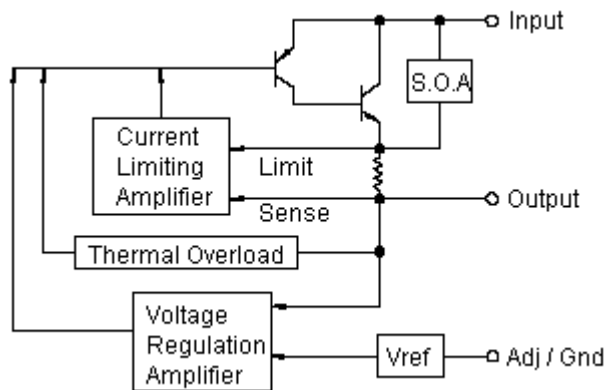 Input
S.O.A
Current
Limiting
Amplifier
Limit
Sense
Output
Thermal Overload
Voltage
Regulation
Amplifier
Vref
Adj / Gnd